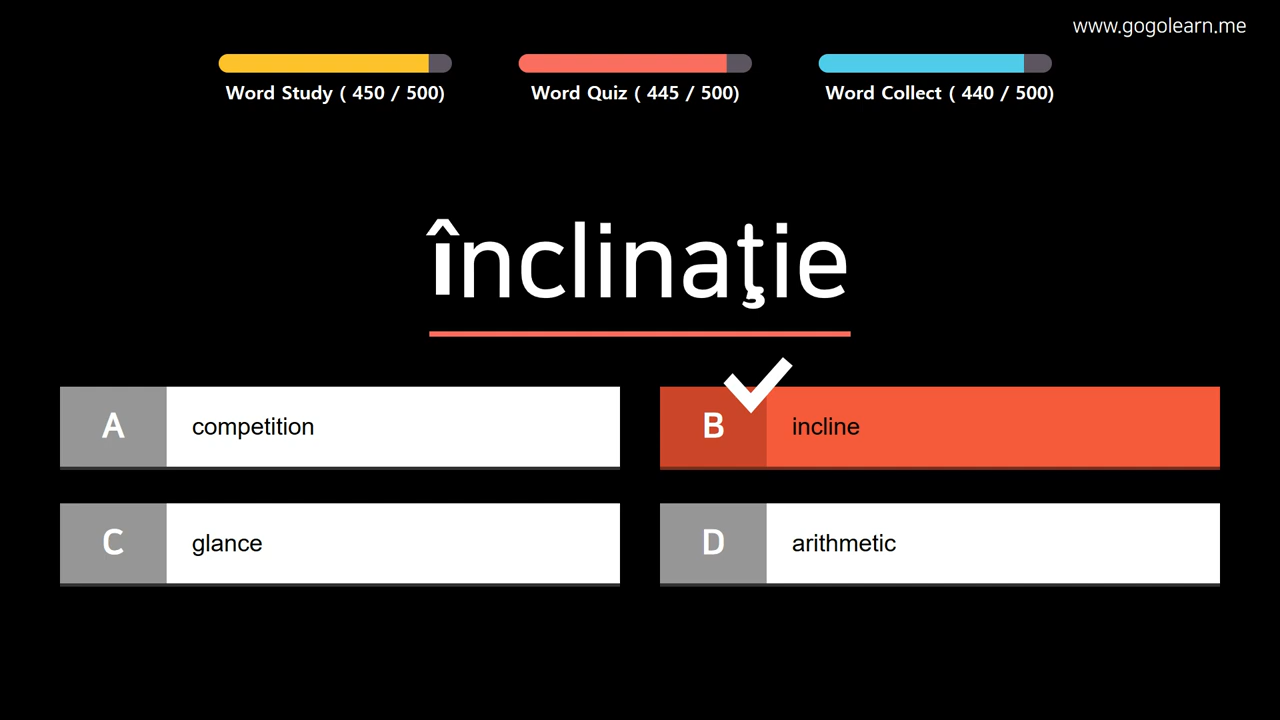 www.gogolearn.me
Word Study ( 450 / 500)
Word Quiz ( 445 / 500)
Word Collect ( 440 / 500)
înclinaţie
A competition
B incline
C glance
D arithmetic